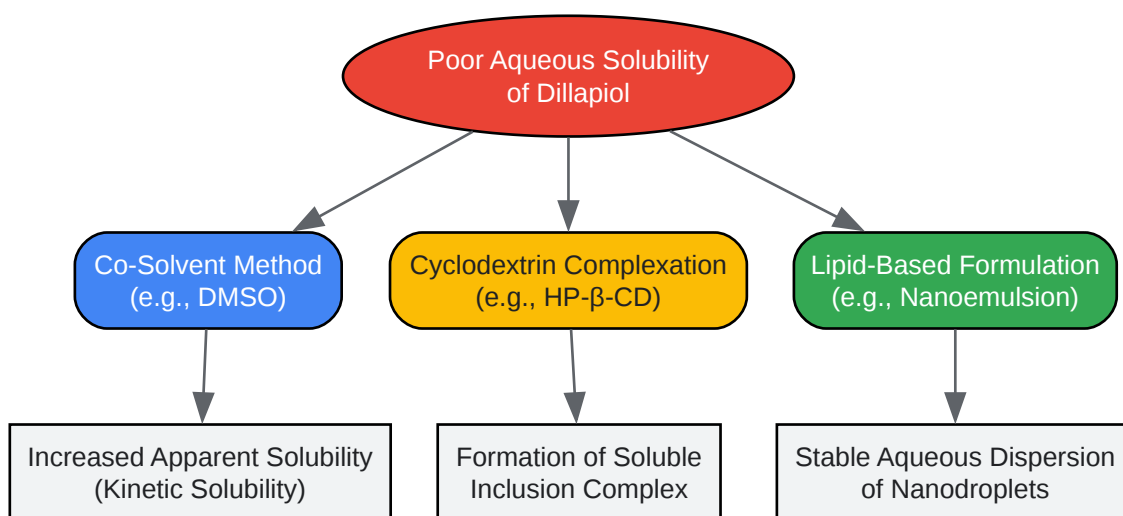 Poor Aqueous Solubility
of Dillapiol
Co-Solvent Method
(e.g., DMSO)
Cyclodextrin Complexation
(e.g., HP-β-CD)
Lipid-Based Formulation
(e.g., Nanoemulsion)
Increased Apparent Solubility
(Kinetic Solubility)
Formation of Soluble
Inclusion Complex
Stable Aqueous Dispersion
of Nanodroplets